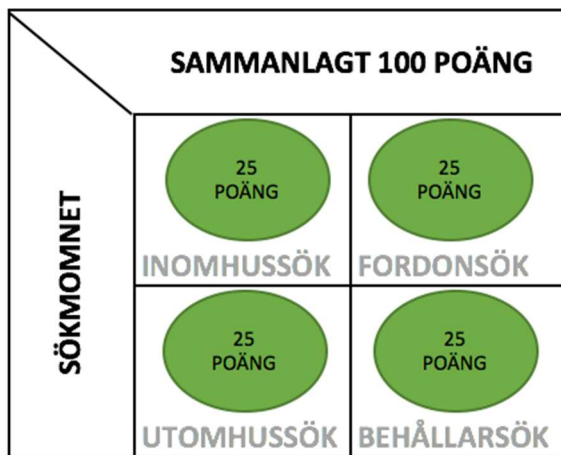 SAMMANLAGT 100 POÄNG
SÖKMOMNET
25
POÄNG
INOMHUSSÖK
25
POÄNG
FORDONSÖK
25
POÄNG
UTOMHUSSÖK
25
POÄNG
BEHÅLLARSÖK